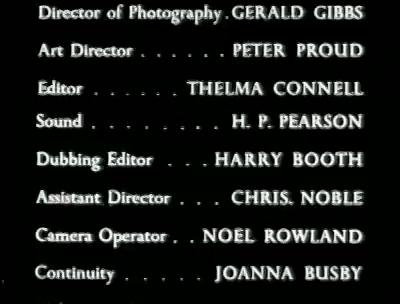 Director of Photography . GERALD GIBBS
Art Director . . . . . . PETER PROUD
Editor . . . . . . THELMA CONNELL
Sound . . . . . . . . H. P. PEARSON
Dubbing Editor . . . HARRY BOOTH
Assistant Director . . . CHRIS. NOBLE
Camera Operator . . NOEL ROWLAND
Continuity . . . . . JOANNA BUSBY